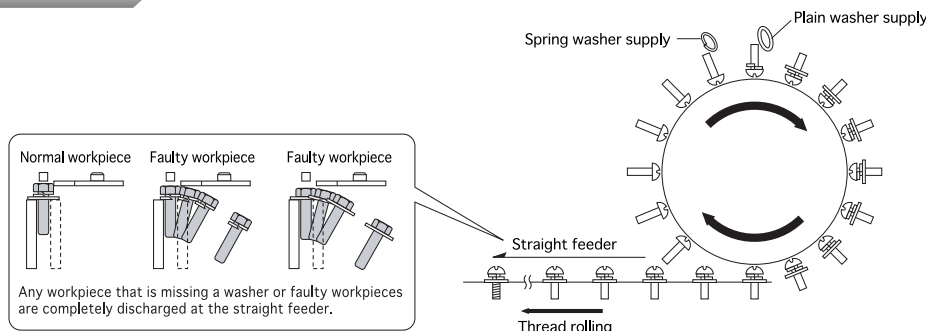 Plain washer supply
Spring washer supply
Normal workpiece Faulty workpiece Faulty workpiece
Any workpiece that is missing a washer or faulty workpieces
are completely discharged at the straight feeder.
Straight feeder
Thread rolling